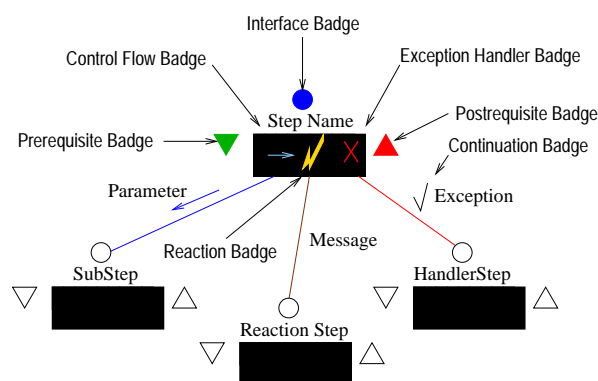 Interface Badge
Control Flow Badge
Exception Handler Badge
Step Name
Prerequisite Badge
Postrequisite Badge
Continuation Badge
X
Parameter
Exception
Reaction Badge
Message
SubStep
HandlerStep
Reaction Step